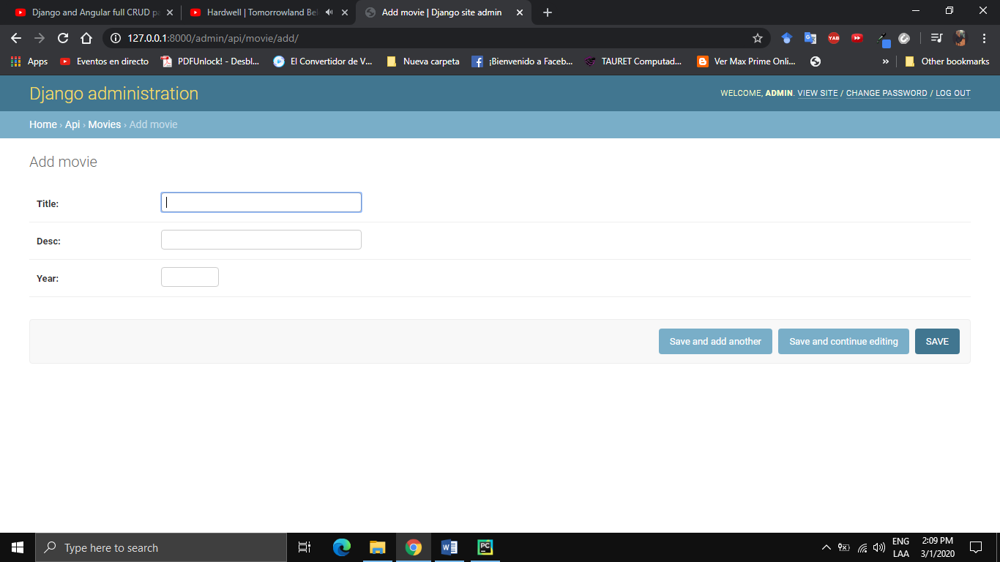 Django and Angular full CRUD pa
Hardwell | Tomorrowland Bel
Add movie | Django site admin
127.0.0.1:8000/admin/api/movie/add/
Apps
Eventos en directo
PDFUnlock! - Desbl...
El Convertidor de V...
Nueva carpeta
¡Bienvenido a Faceb...
TAURET Computad...
Ver Max Prime Onli...
»
Other bookmarks
Django administration
WELCOME, ADMIN. VIEW SITE / CHANGE PASSWORD / LOG OUT
Home › Api › Movies › Add movie
Add movie
Title:
Desc:
Year:
Save and add another
Save and continue editing
SAVE
Type here to search
ENG
LAA
2:09 PM
3/1/2020